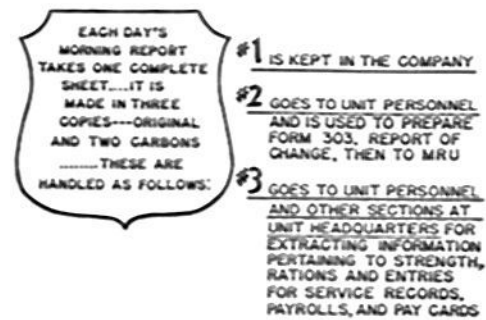 EACH DAY'S
MORNING REPORT
TAKES ONE COMPLETE
SHEET....IT IS
MADE IN THREE
COPIES---ORIGINAL
AND TWO CARBONS
........THESE ARE
HANDLED AS FOLLOWS:
#1 IS KEPT IN THE COMPANY
#2 GOES TO UNIT PERSONNEL
AND IS USED TO PREPARE
FORM 303, REPORT OF
CHANGE, THEN TO MRU
#3 GOES TO UNIT PERSONNEL
AND OTHER SECTIONS AT
UNIT HEADQUARTERS FOR
EXTRACTING INFORMATION
PERTAINING TO STRENGTH,
RATIONS AND ENTRIES
FOR SERVICE RECORDS,
PAYROLLS, AND PAY CARDS